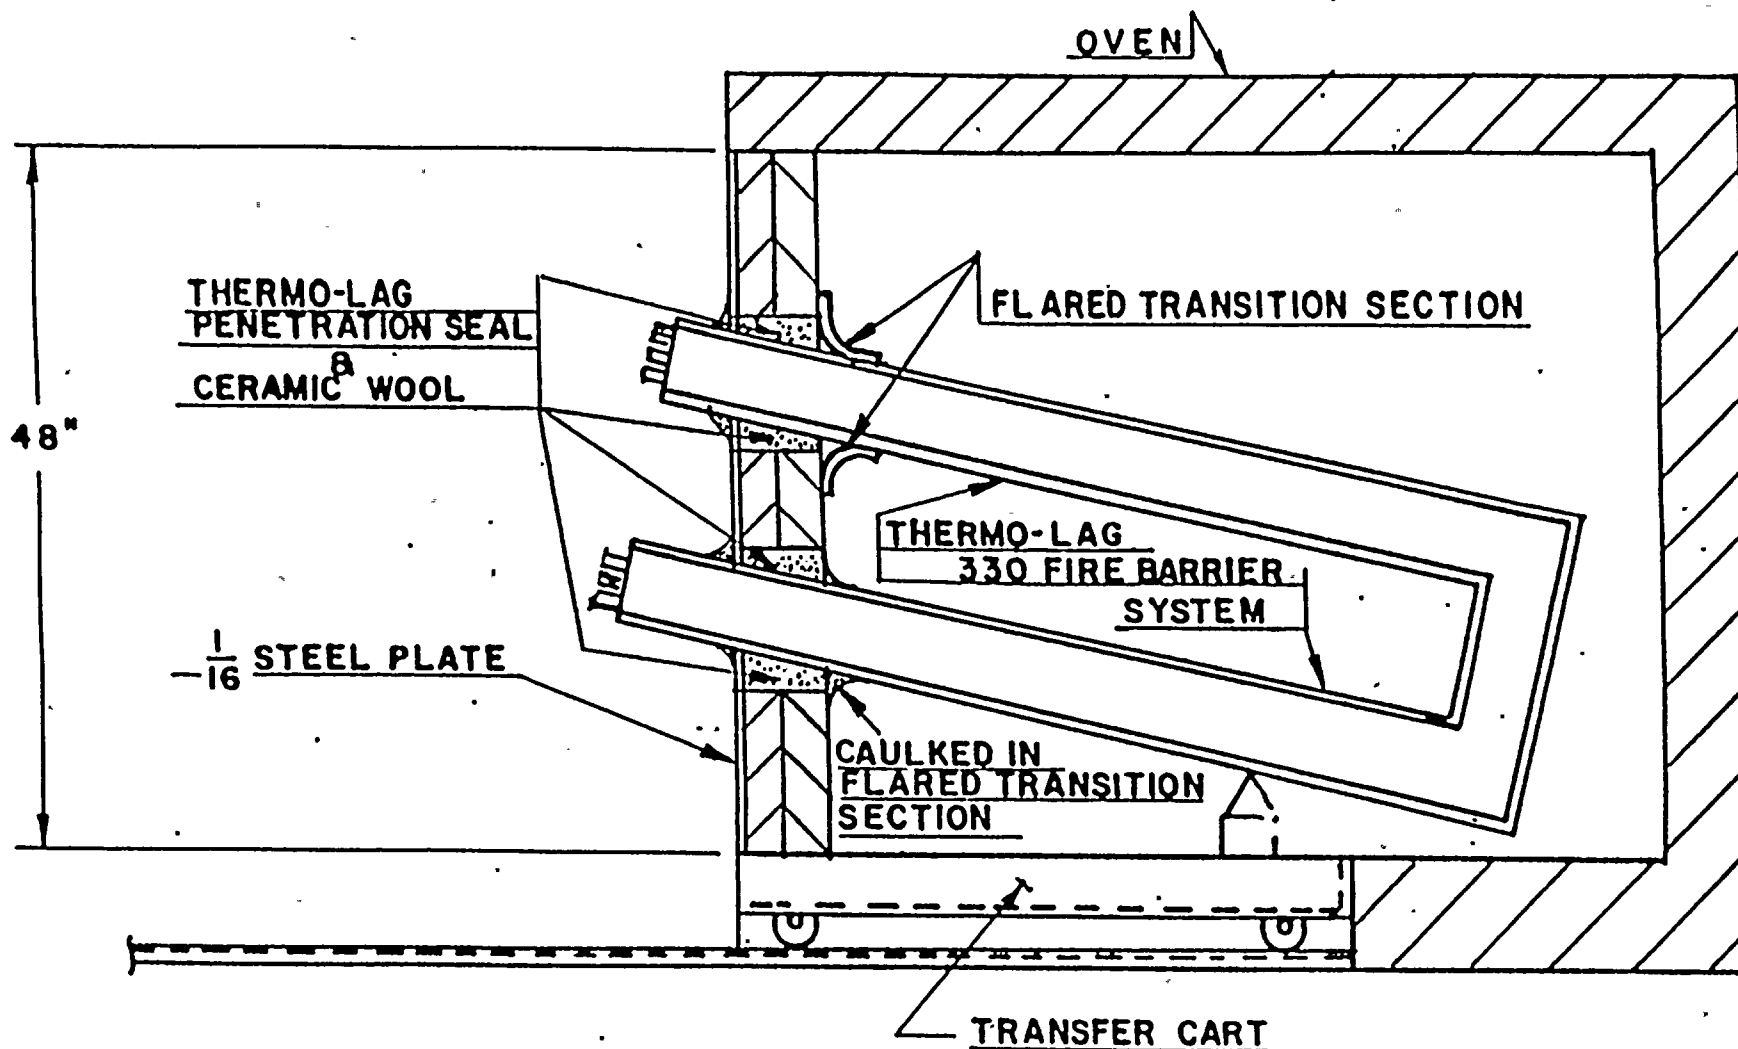 OVEN
THERMO-LAG
PENETRATION SEAL
&
CERAMIC WOOL
FLARED TRANSITION SECTION
48"
THERMO-LAG
330 FIRE BARRIER
SYSTEM
1/16 STEEL PLATE
CAULKED IN
FLARED TRANSITION
SECTION
TRANSFER CART